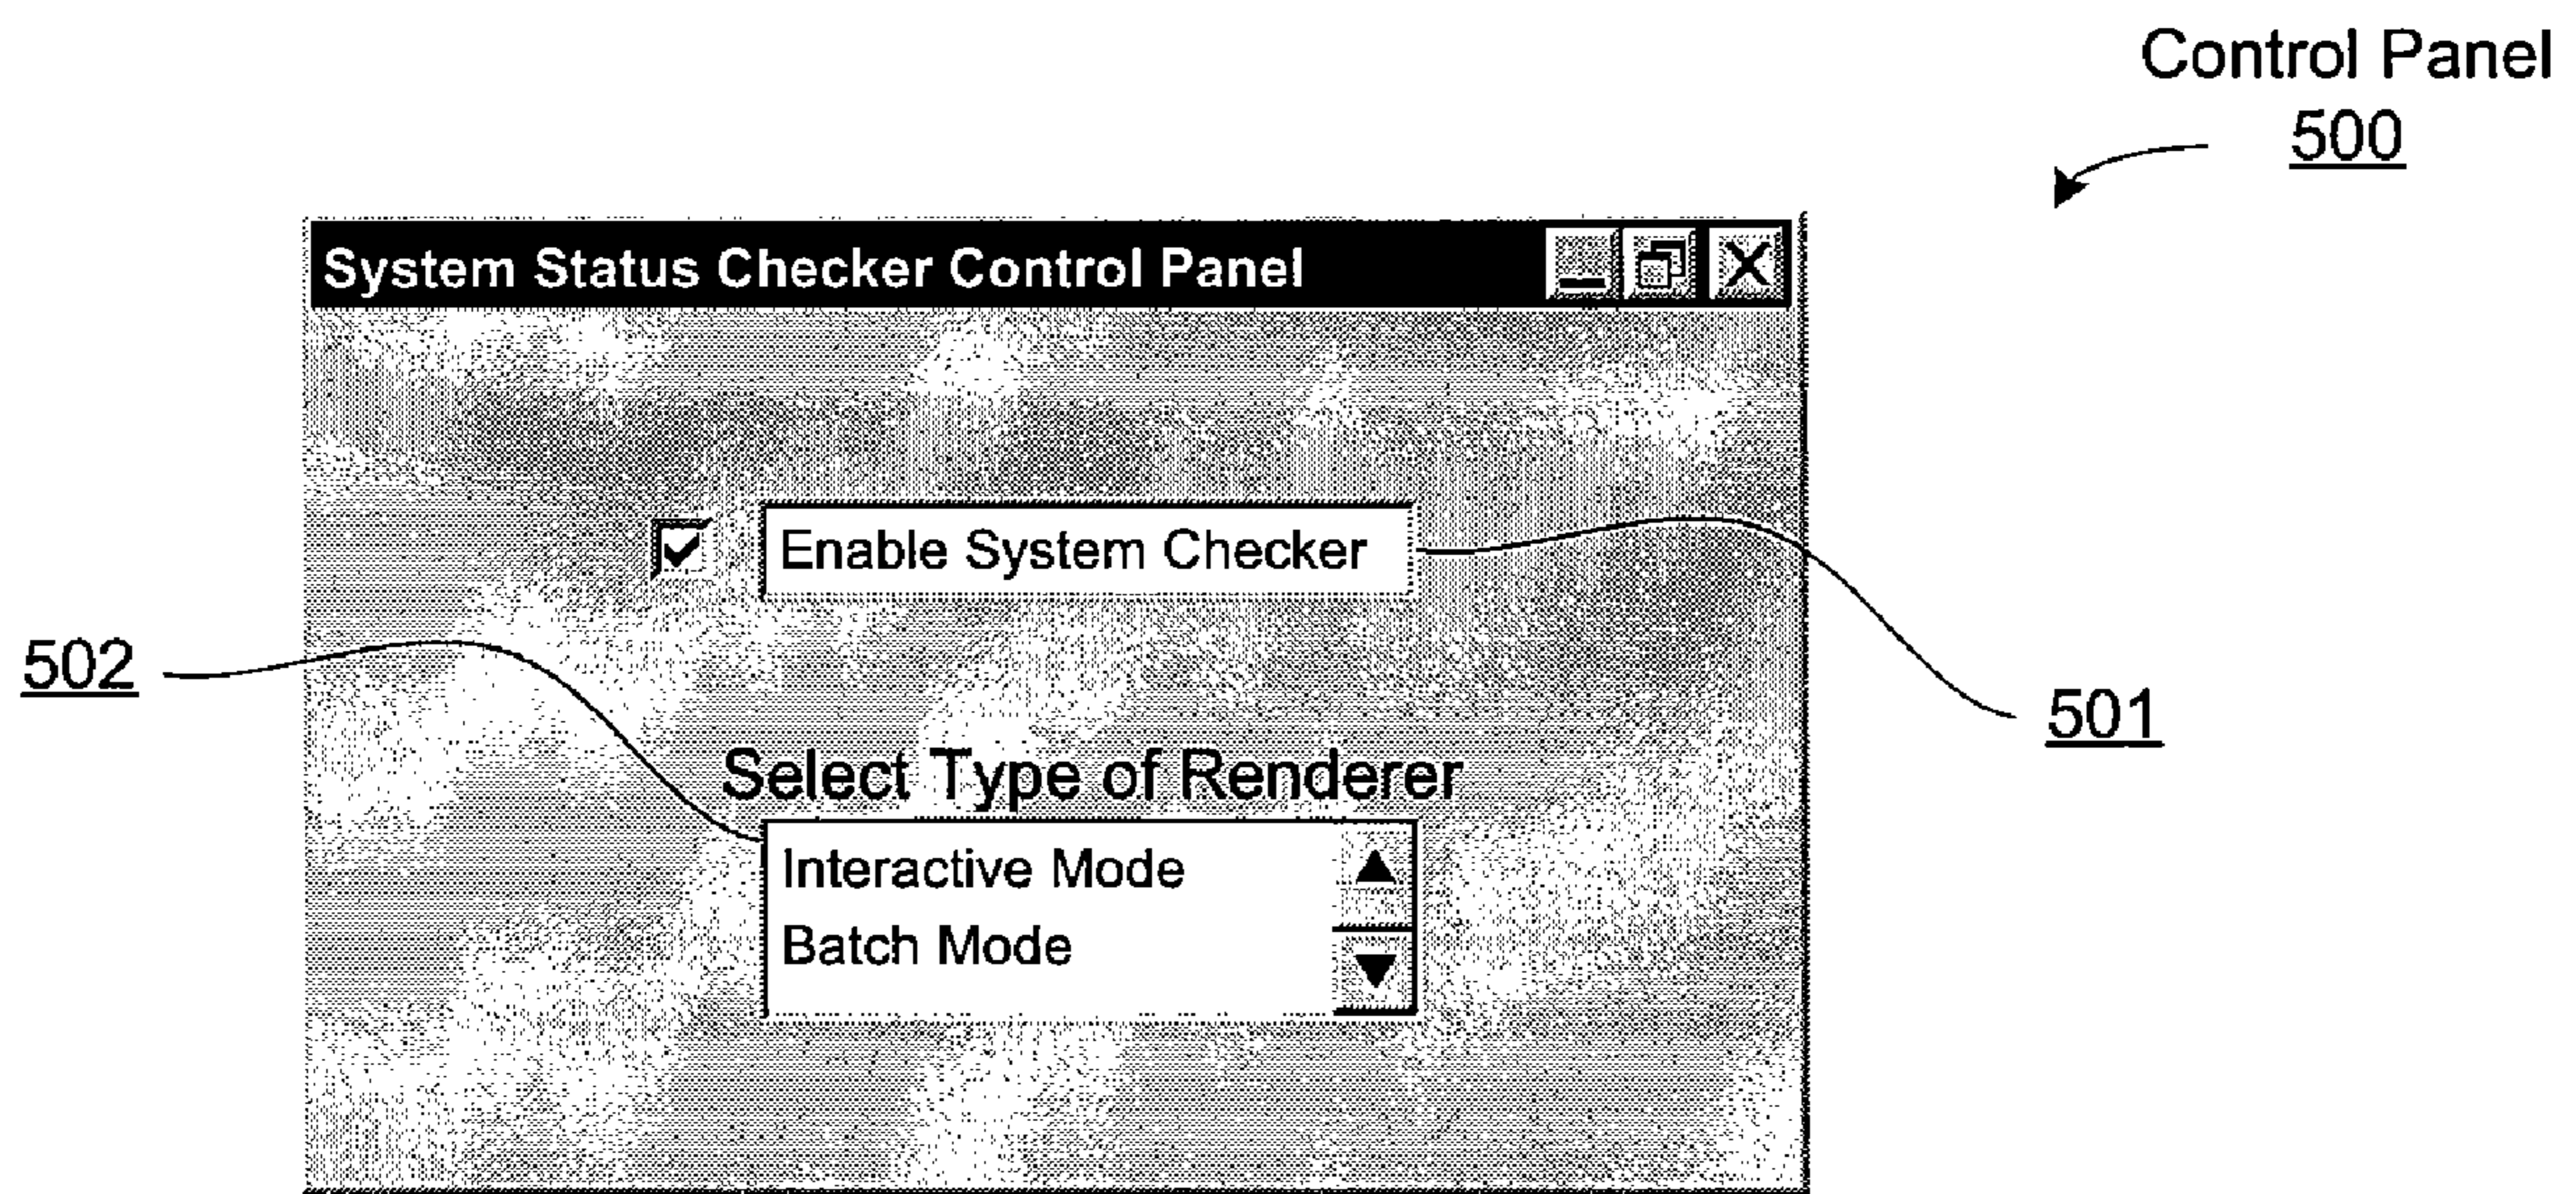 Control Panel
500
System Status Checker Control Panel
Enable System Checker
502
501
Select Type of Renderer
Interactive Mode
Batch Mode